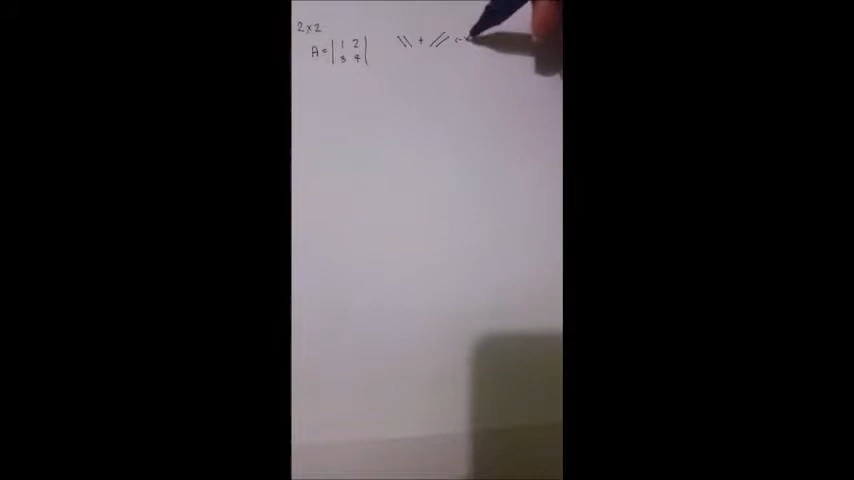 2x2
A = | 1 2 | \\ + // (-x
| 3 4 |